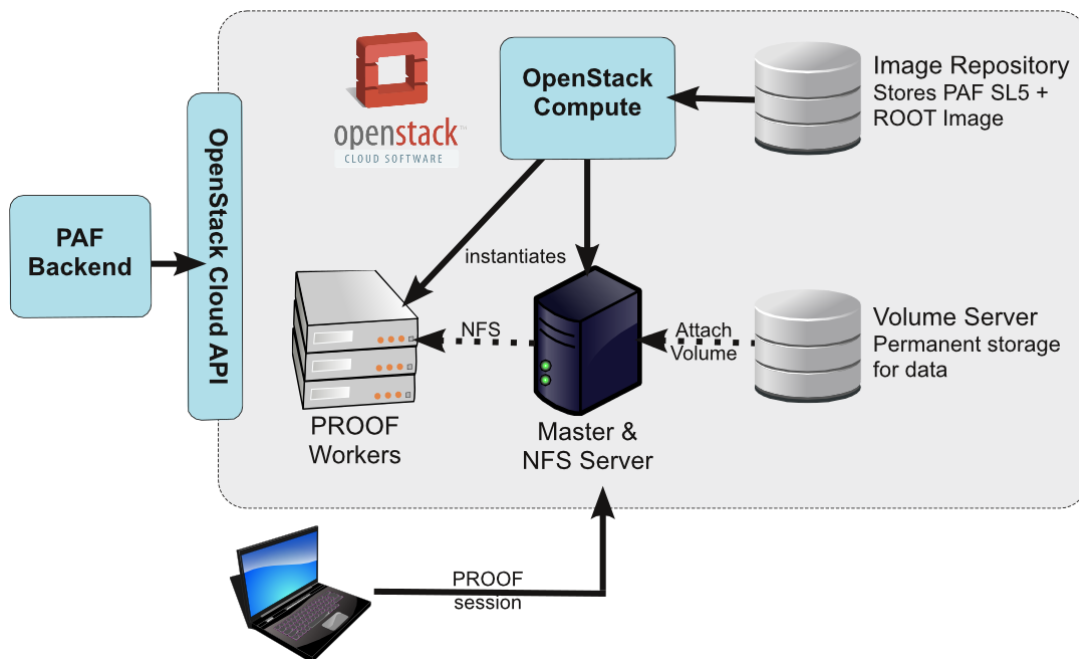 openstack
CLOUD SOFTWARE
OpenStack
Compute
Image Repository
Stores PAF SL5 +
ROOT Image
PAF
Backend
OpenStack Cloud API
instantiates
NFS
Attach
Volume
Volume Server
Permanent storage
for data
PROOF
Workers
Master &
NFS Server
PROOF
session